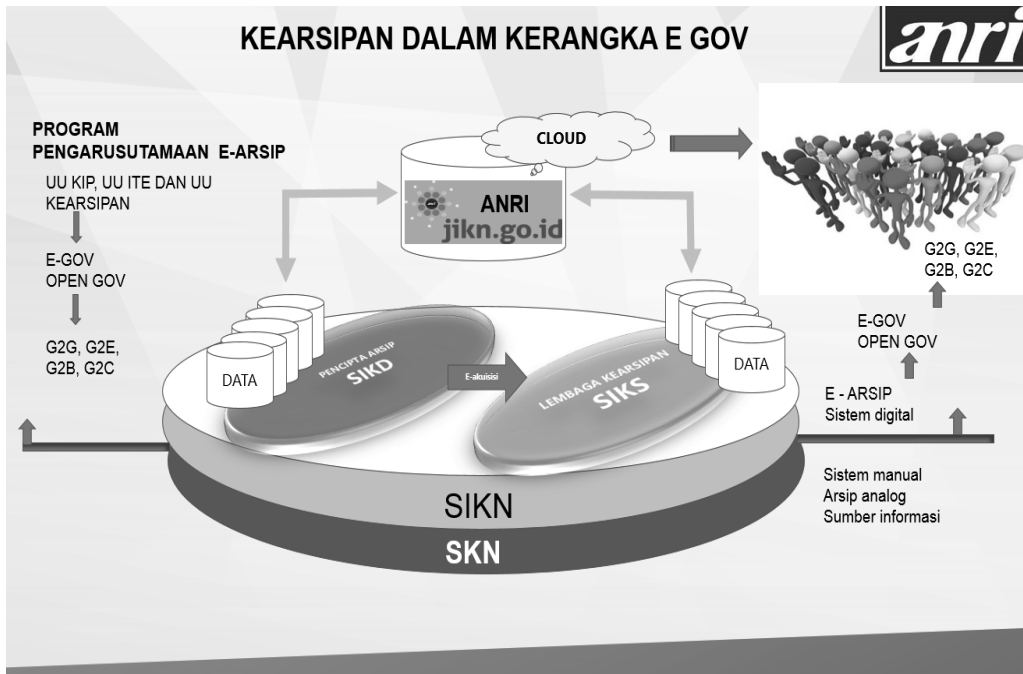 KEARSIPAN DALAM KERANGKA E GOV
anri
PROGRAM
PENGARUSUTAMAAN E-ARSIP
UU KIP, UU ITE DAN UU
KEARSIPAN
E-GOV
OPEN GOV
G2G, G2E,
G2B, G2C
CLOUD
ANRI
jikn.go.id
DATA
PENCIPTA ARSIP
SIKD
E-akuisisi
LEMBAGA KEARSIPAN
SIKS
DATA
SIKN
SKN
G2G, G2E,
G2B, G2C
E-GOV
OPEN GOV
E - ARSIP
Sistem digital
Sistem manual
Arsip analog
Sumber informasi